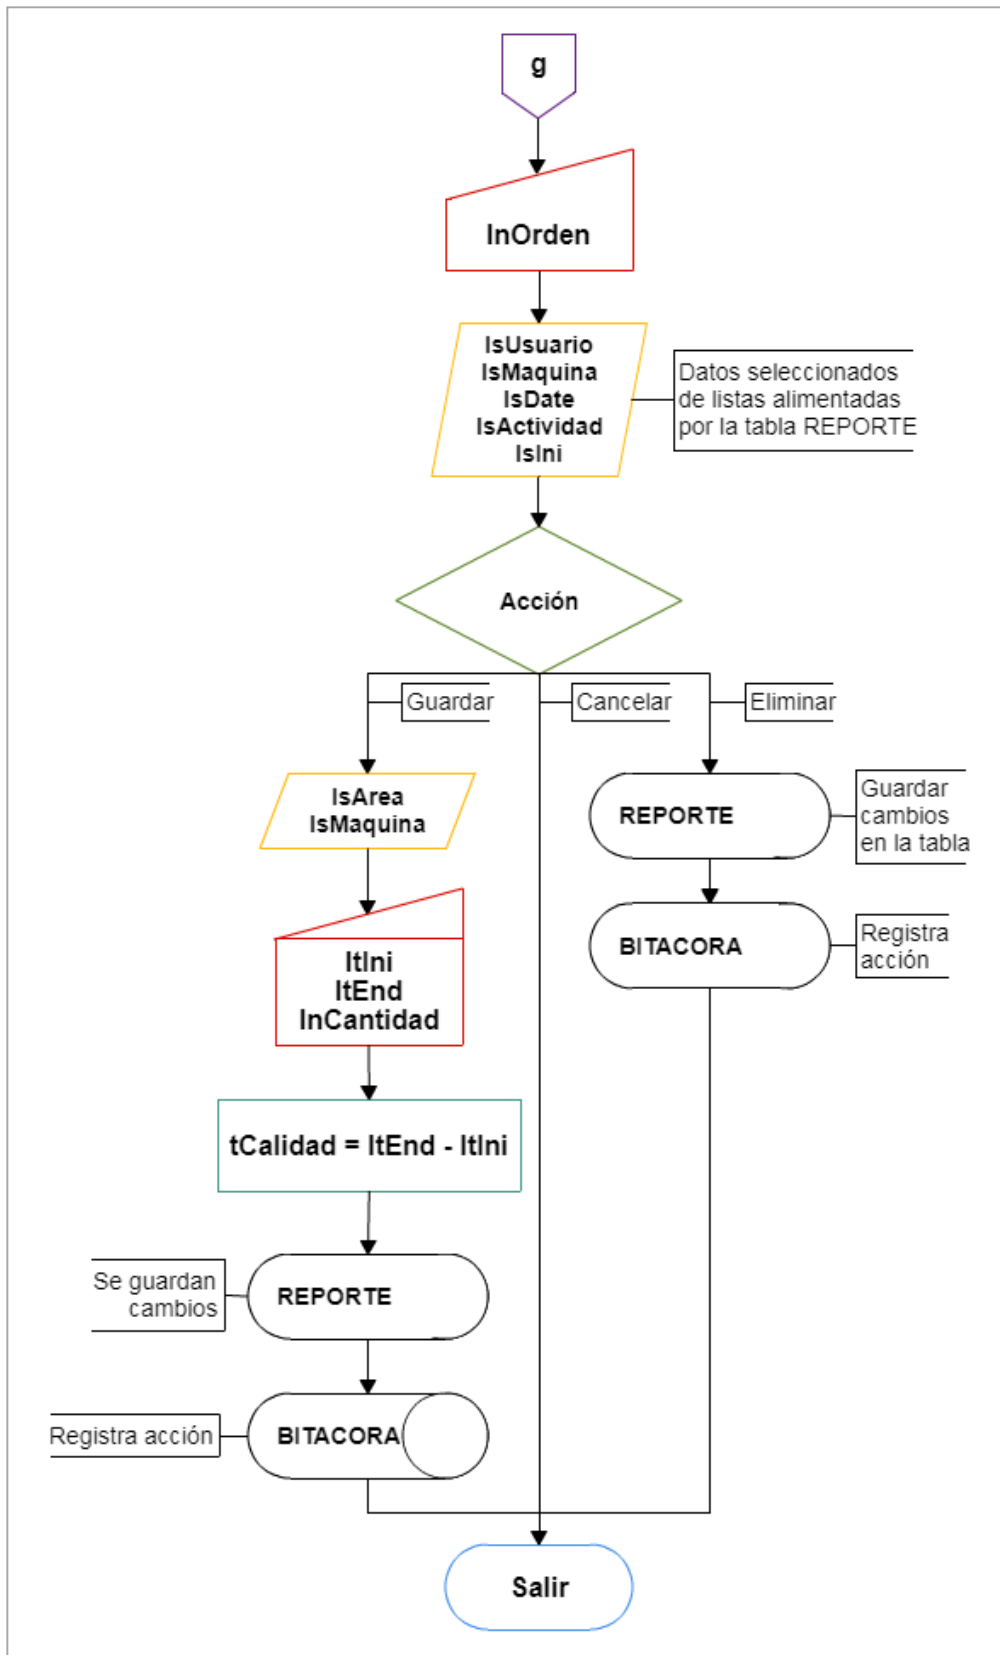 g
InOrden
IsUsuario
IsMaquina
IsDate
IsActividad
IsIni
Datos seleccionados
de listas alimentadas
por la tabla REPORTE
Acción
Guardar
Cancelar
Eliminar
IsArea
IsMaquina
REPORTE
Guardar
cambios
en la tabla
ItIni
ItEnd
InCantidad
BITACORA
Registra
acción
tCalidad = ItEnd - ItIni
Se guardan
cambios
REPORTE
Registra acción
BITACORA
Salir